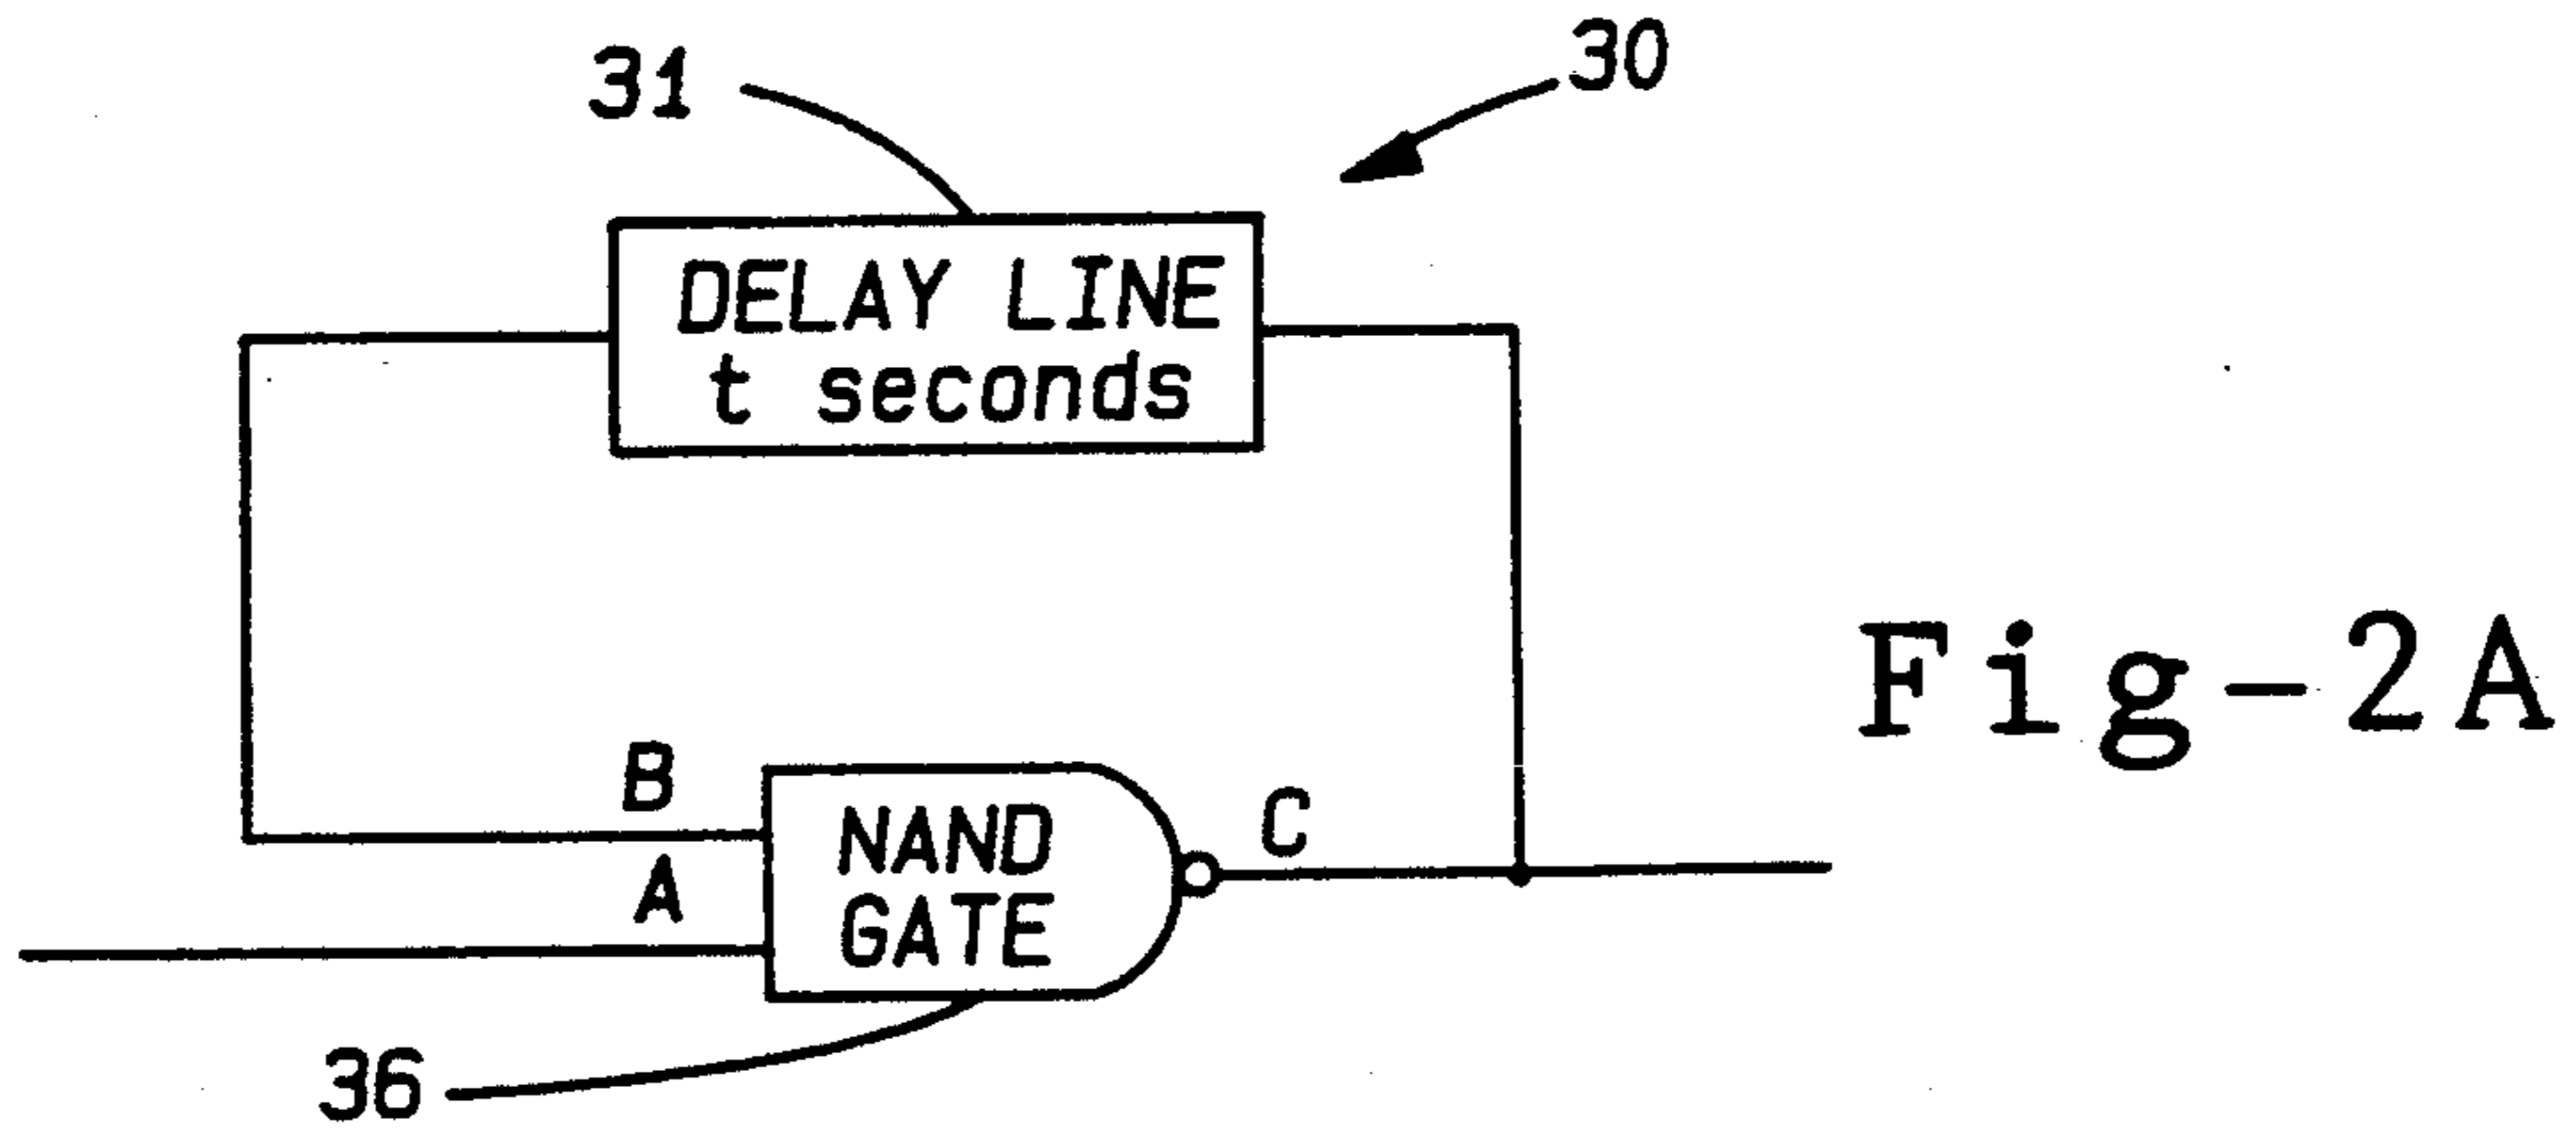 31
30
DELAY LINE
t seconds
Fig-2A
B
A
NAND
GATE
C
36